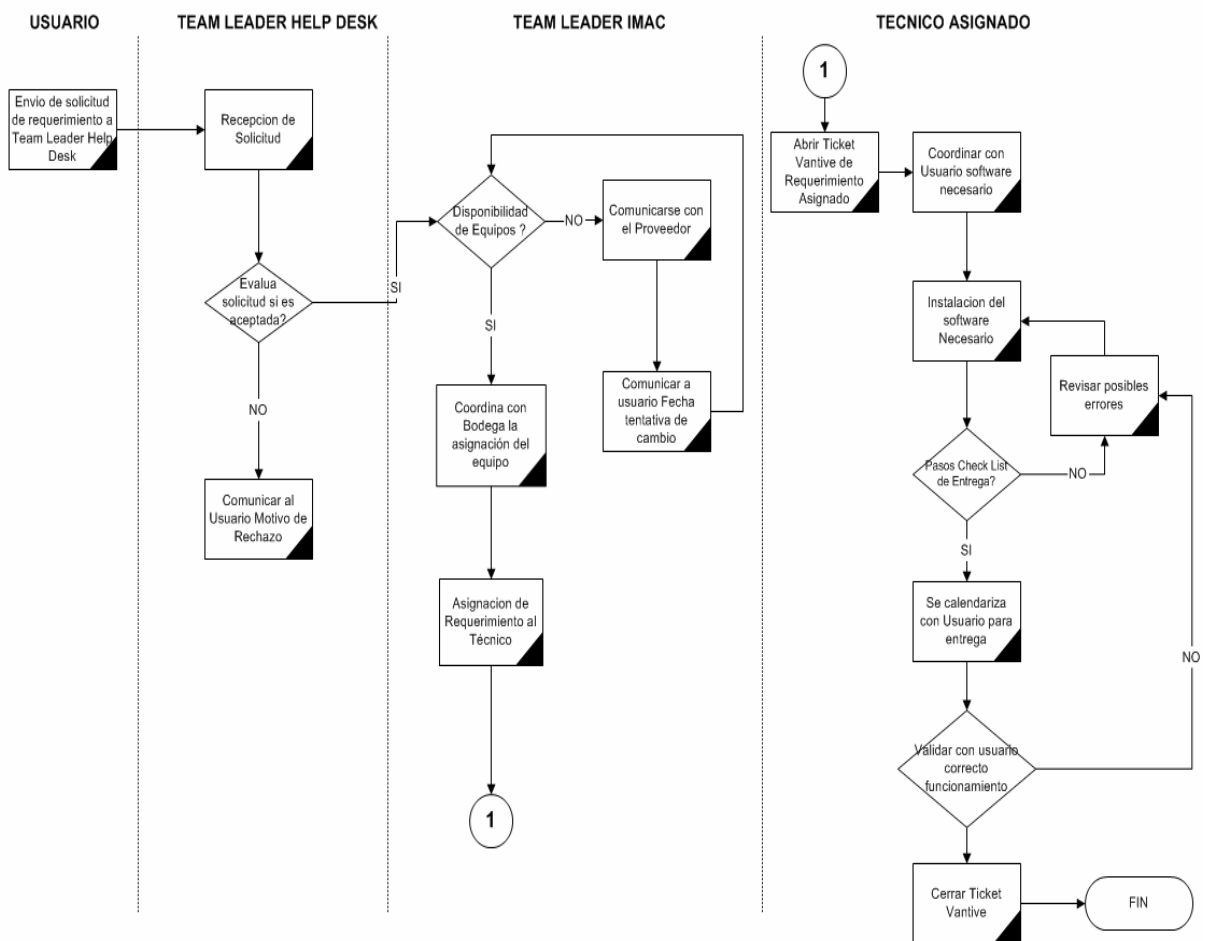 USUARIO
TEAM LEADER HELP DESK
TEAM LEADER IMAC
TECNICO ASIGNADO
Envio de solicitud
de requerimiento a
Team Leader Help
Desk
Recepcion de
Solicitud
Evalua
solicitud si es
aceptada?
SI
NO
Comunicar al
Usuario Motivo de
Rechazo
Disponibilidad
de Equipos ?
NO
Comunicarse con
el Proveedor
Comunicar a
usuario Fecha
tentativa de
cambio
SI
Coordina con
Bodega la
asignación del
equipo
Asignacion de
Requerimiento al
Técnico
1
1
Abrir Ticket
Vantive de
Requerimiento
Asignado
Coordinar con
Usuario software
necesario
Instalacion del
software
Necesario
Revisar posibles
errores
Pasos Check List
de Entrega?
NO
SI
Se calendariza
con Usuario para
entrega
Validar con usuario
correcto
funcionamiento
NO
Cerrar Ticket
Vantive
FIN